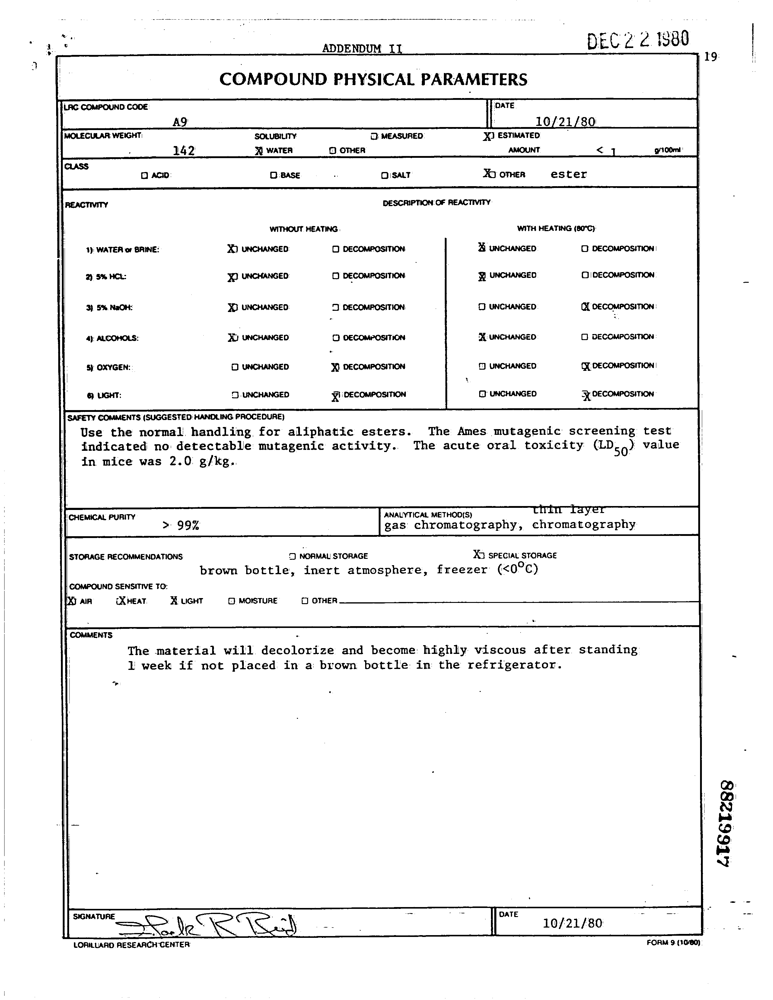 DEC 22 1980
ADDENDUM II
19
COMPOUND PHYSICAL PARAMETERS
LRC COMPOUND CODE
A9
DATE
10/21/80
MOLECULAR WEIGHT:
142
SOLUBILITY ☐ MEASURED ☒ ESTIMATED
☒ WATER ☐ OTHER AMOUNT < 1 g/100ml
CLASS
☐ ACID ☐ BASE ☐ SALT ☒ OTHER ester
REACTIVITY DESCRIPTION OF REACTIVITY
WITHOUT HEATING WITH HEATING (80°C)
1) WATER or BRINE: ☒ UNCHANGED ☐ DECOMPOSITION ☒ UNCHANGED ☐ DECOMPOSITION
2) 5% HCL: ☒ UNCHANGED ☐ DECOMPOSITION ☒ UNCHANGED ☐ DECOMPOSITION
3) 5% NaOH: ☒ UNCHANGED ☐ DECOMPOSITION ☐ UNCHANGED ☒ DECOMPOSITION
4) ALCOHOLS: ☒ UNCHANGED ☐ DECOMPOSITION ☒ UNCHANGED ☐ DECOMPOSITION
5) OXYGEN: ☐ UNCHANGED ☒ DECOMPOSITION ☐ UNCHANGED ☒ DECOMPOSITION
6) LIGHT: ☐ UNCHANGED ☒ DECOMPOSITION ☐ UNCHANGED ☒ DECOMPOSITION
SAFETY COMMENTS (SUGGESTED HANDLING PROCEDURE)
Use the normal handling for aliphatic esters. The Ames mutagenic screening test
indicated no detectable mutagenic activity. The acute oral toxicity (LD50) value
in mice was 2.0 g/kg.
CHEMICAL PURITY
> 99%
ANALYTICAL METHOD(S) thin layer
gas chromatography, chromatography
STORAGE RECOMMENDATIONS ☐ NORMAL STORAGE ☒ SPECIAL STORAGE
brown bottle, inert atmosphere, freezer (<0°C)
COMPOUND SENSITIVE TO:
☒ AIR ☒ HEAT ☒ LIGHT ☐ MOISTURE ☐ OTHER
COMMENTS
The material will decolorize and become highly viscous after standing
1 week if not placed in a brown bottle in the refrigerator.
88219917
SIGNATURE
DATE
10/21/80
LORILLARD RESEARCH CENTER
FORM 9 (10/80)